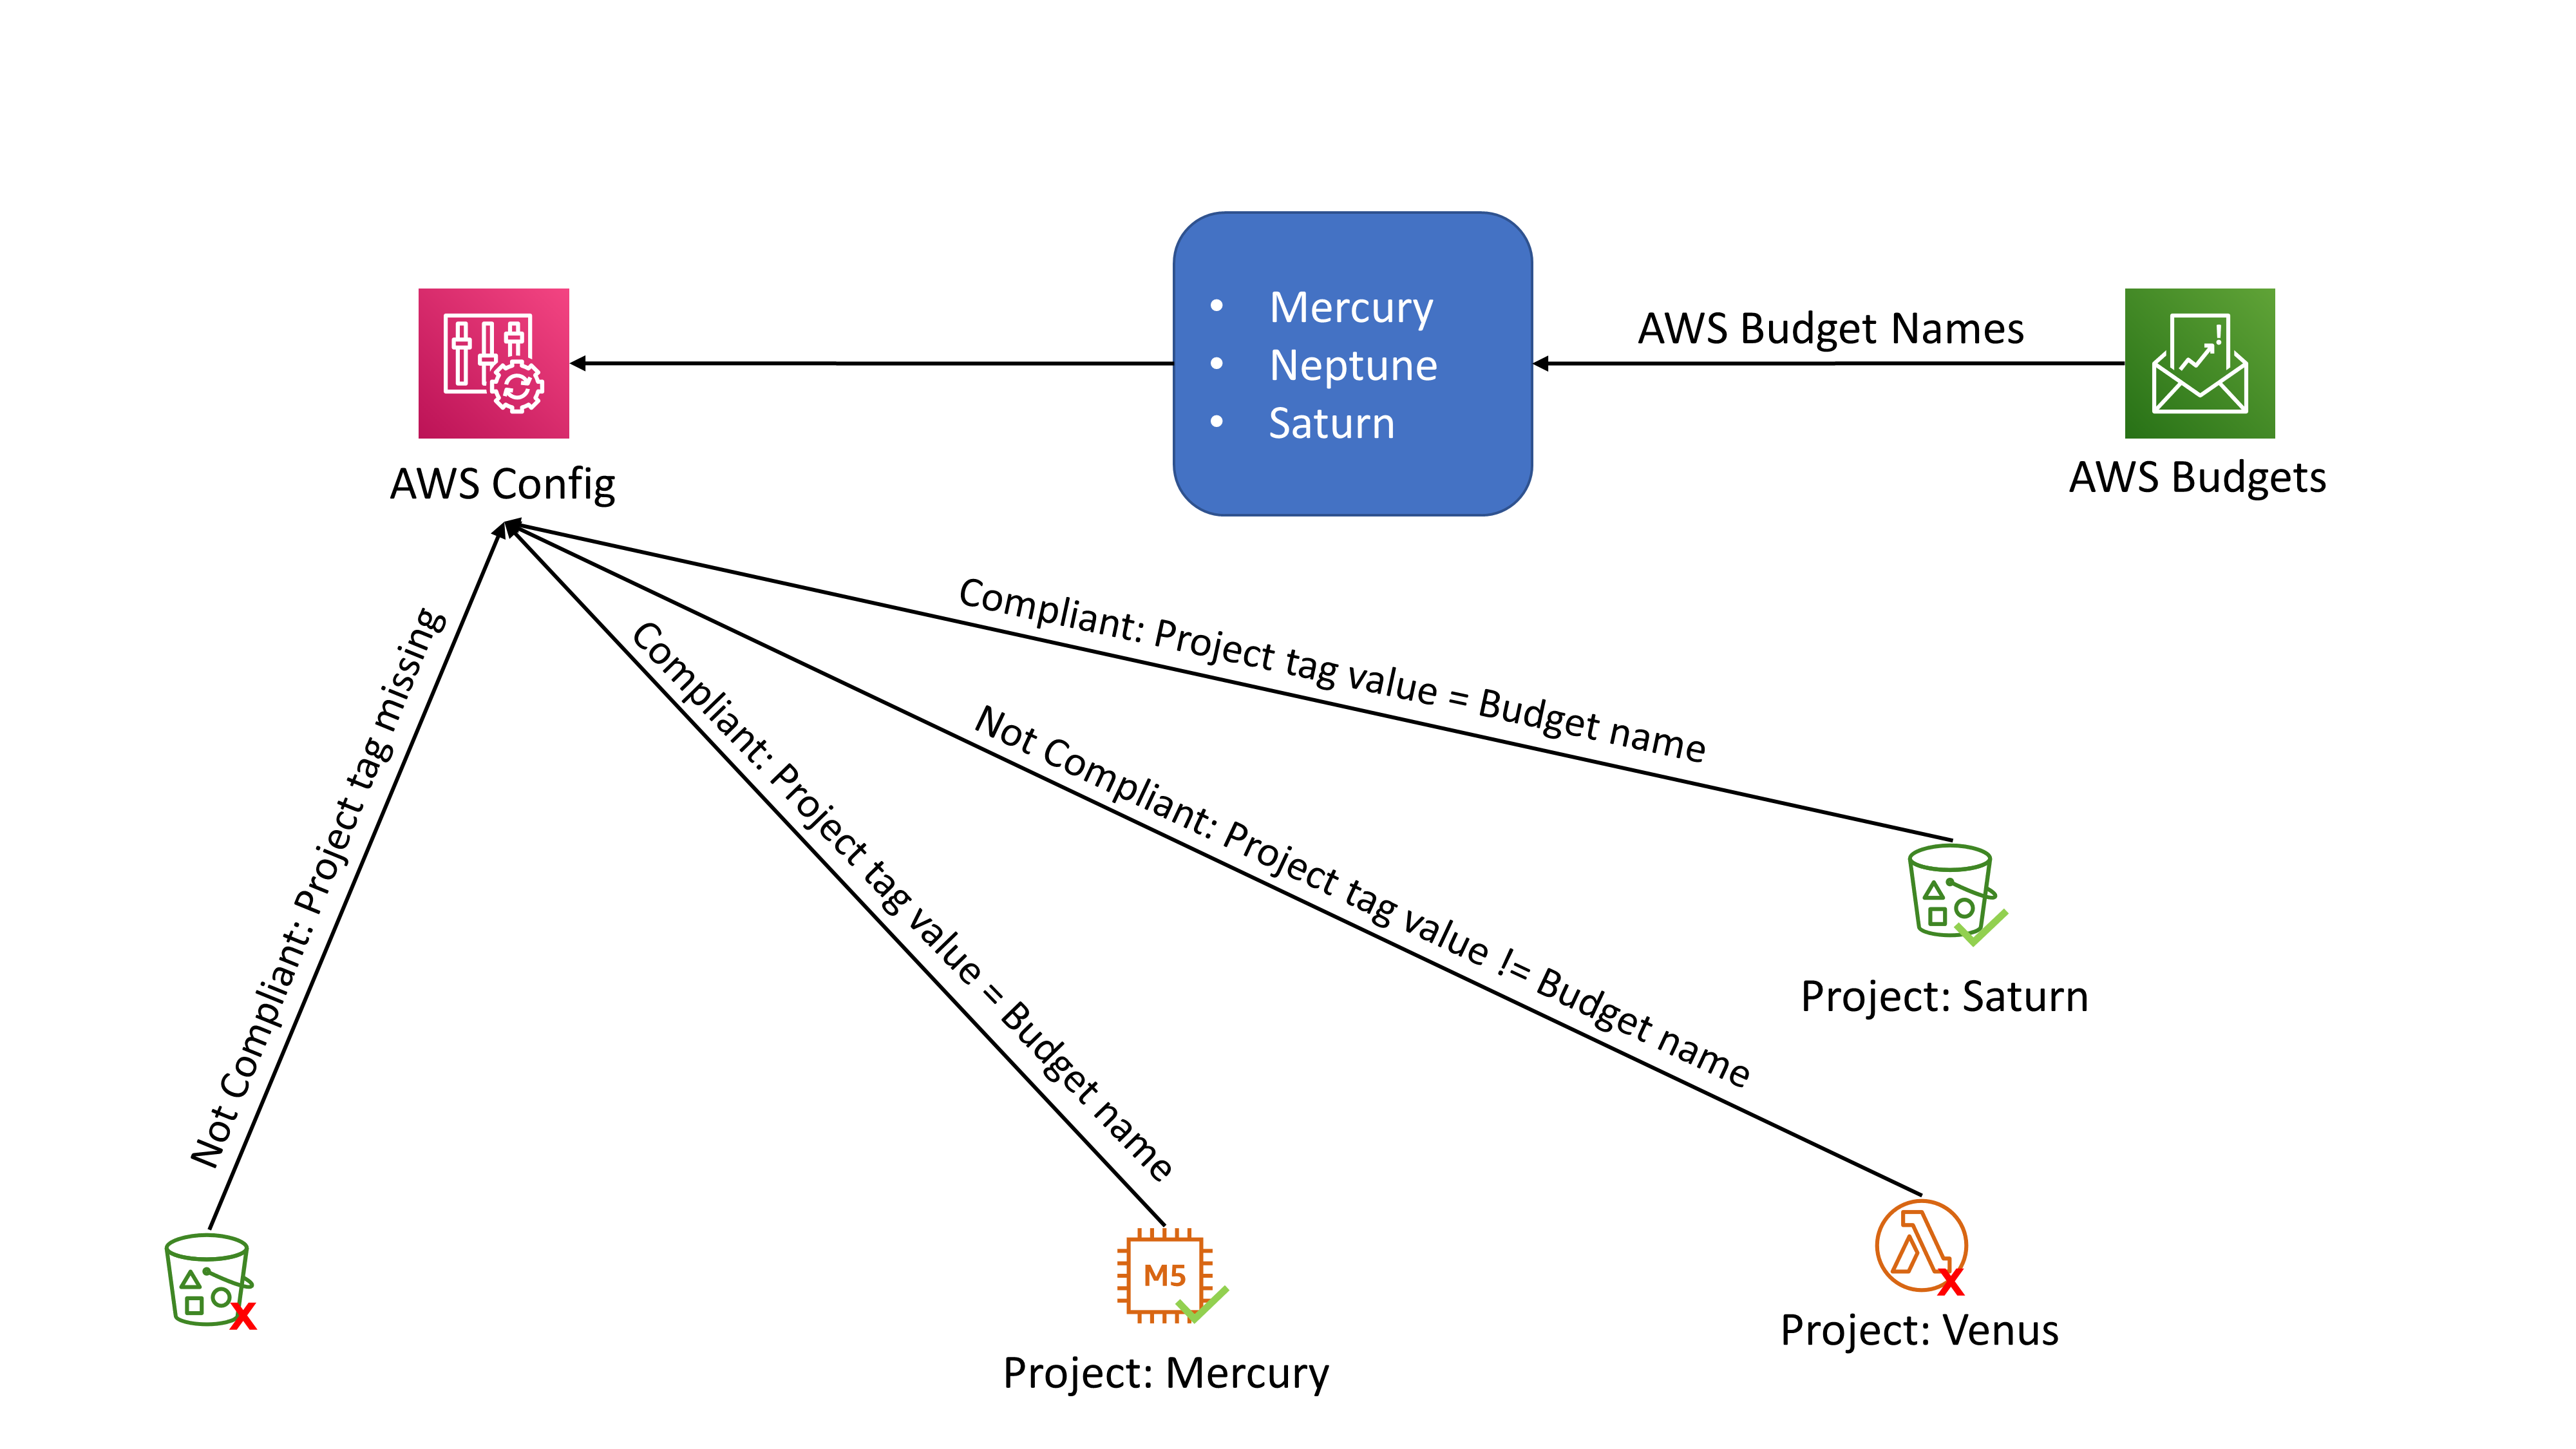 • Mercury
• Neptune
• Saturn
AWS Budget Names
AWS Config
AWS Budgets
Compliant: Project tag value = Budget name
Not Compliant: Project tag missing
Compliant: Project tag value = Budget name
Not Compliant: Project tag value != Budget name
Project: Saturn
M5
X
X
Project: Venus
Project: Mercury